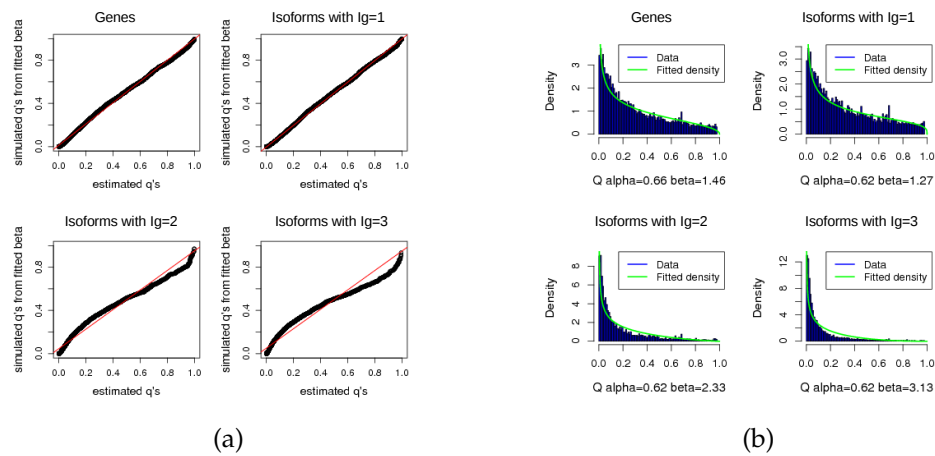 Genes
simulated q's from fitted beta
0.0 0.4 0.8
0.0 0.2 0.4 0.6 0.8 1.0
estimated q's
Isoforms with Ig=1
simulated q's from fitted beta
0.0 0.4 0.8
0.0 0.2 0.4 0.6 0.8 1.0
estimated q's
Isoforms with Ig=2
simulated q's from fitted beta
0.0 0.4 0.8
0.0 0.2 0.4 0.6 0.8 1.0
estimated q's
Isoforms with Ig=3
simulated q's from fitted beta
0.0 0.4 0.8
0.0 0.2 0.4 0.6 0.8 1.0
estimated q's
(a)
Genes
Density
0 1 2 3
Data
Fitted density
0.0 0.2 0.4 0.6 0.8 1.0
Q alpha=0.66 beta=1.46
Isoforms with Ig=1
Density
0.0 1.0 2.0 3.0
Data
Fitted density
0.0 0.2 0.4 0.6 0.8 1.0
Q alpha=0.62 beta=1.27
Isoforms with Ig=2
Density
0 2 4 6 8
Data
Fitted density
0.0 0.2 0.4 0.6 0.8 1.0
Q alpha=0.62 beta=2.33
Isoforms with Ig=3
Density
0 4 8 12
Data
Fitted density
0.0 0.2 0.4 0.6 0.8 1.0
Q alpha=0.62 beta=3.13
(b)